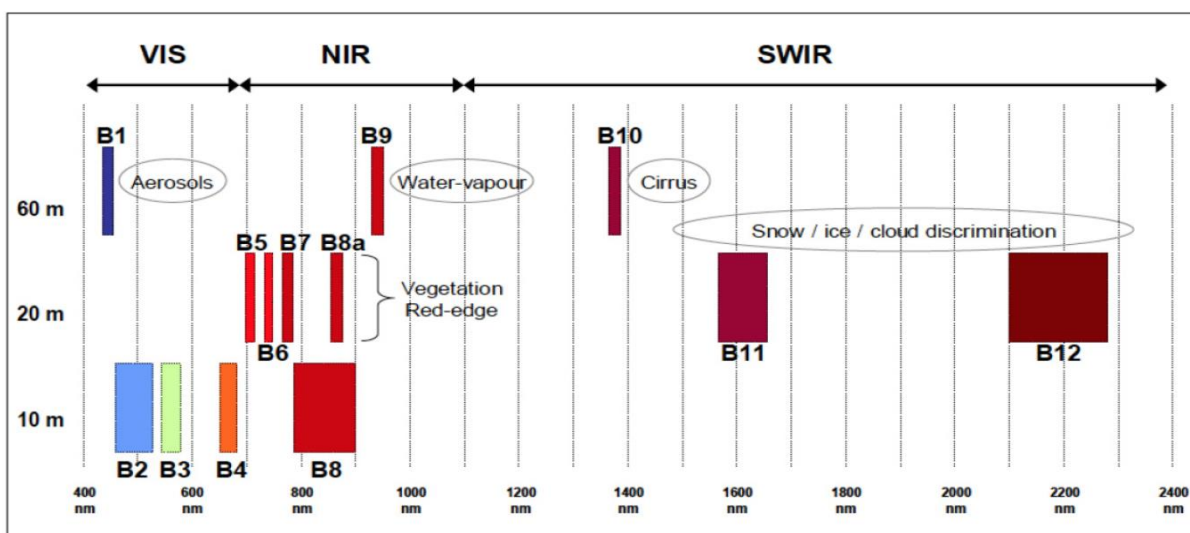 VIS NIR SWIR
B1 B9 B10
Aerosols Water-vapour Cirrus
60 m
Snow / ice / cloud discrimination
B5 B7 B8a
Vegetation
Red-edge
20 m
B6 B11 B12
10 m
B2 B3 B4 B8
400 600 800 1000 1200 1400 1600 1800 2000 2200 2400
nm nm nm nm nm nm nm nm nm nm nm